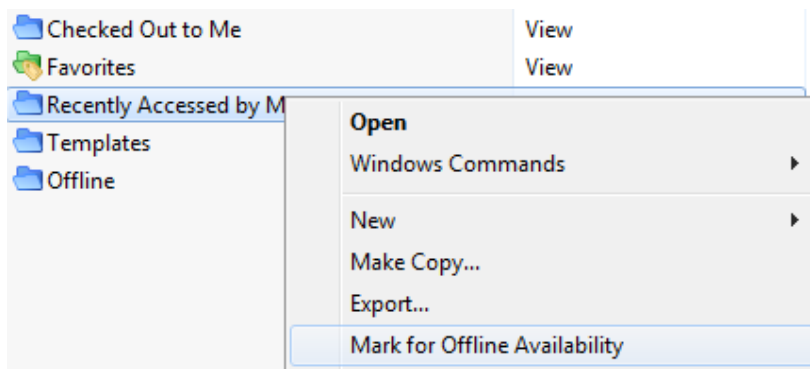 Checked Out to Me View
Favorites View
Recently Accessed by M
Open
Templates
Windows Commands
Offline
New
Make Copy...
Export...
Mark for Offline Availability